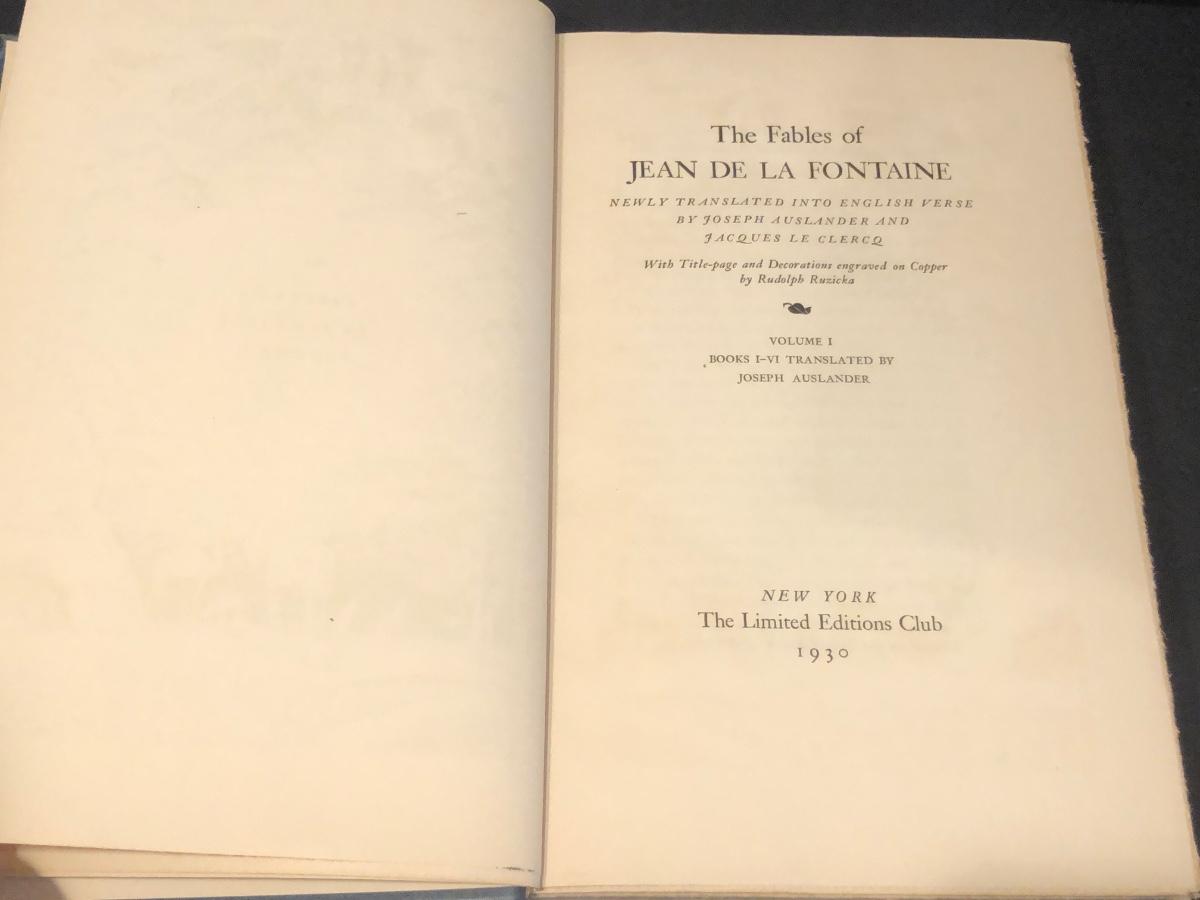 The Fables of
JEAN DE LA FONTAINE
NEWLY TRANSLATED INTO ENGLISH VERSE
BY JOSEPH AUSLANDER AND
JACQUES LE CLERCQ
With Title-page and Decorations engraved on Copper
by Rudolph Ruzicka
VOLUME I
BOOKS I–VI TRANSLATED BY
JOSEPH AUSLANDER
NEW YORK
The Limited Editions Club
1930